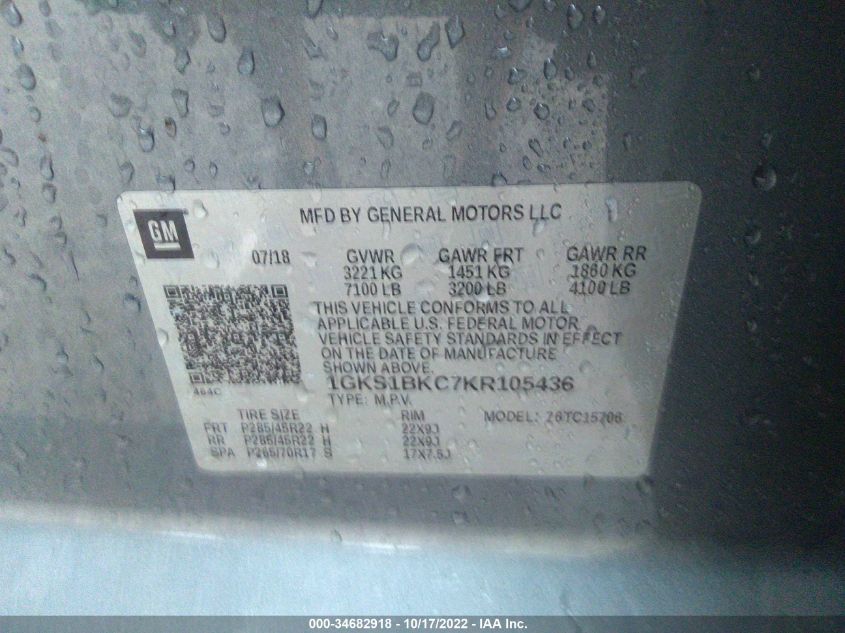 GM
MFD BY GENERAL MOTORS LLC
07/18 GVWR GAWR FRT GAWR RR
3221 KG 1451 KG 1860 KG
7100 LB 3200 LB 4100 LB
THIS VEHICLE CONFORMS TO ALL
APPLICABLE U.S. FEDERAL MOTOR
VEHICLE SAFETY STANDARDS IN EFFECT
ON THE DATE OF MANUFACTURE
SHOWN ABOVE.
464C
1GKS1BKC7KR105436
TYPE: M.P.V.
TIRE SIZE RIM MODEL: Z6TC15706
FRT P285/45R22 H 22X9J
RR P285/45R22 H 22X9J
SPA P265/70R17 S 17X7.5J
000-34682918 - 10/17/2022 - IAA Inc.